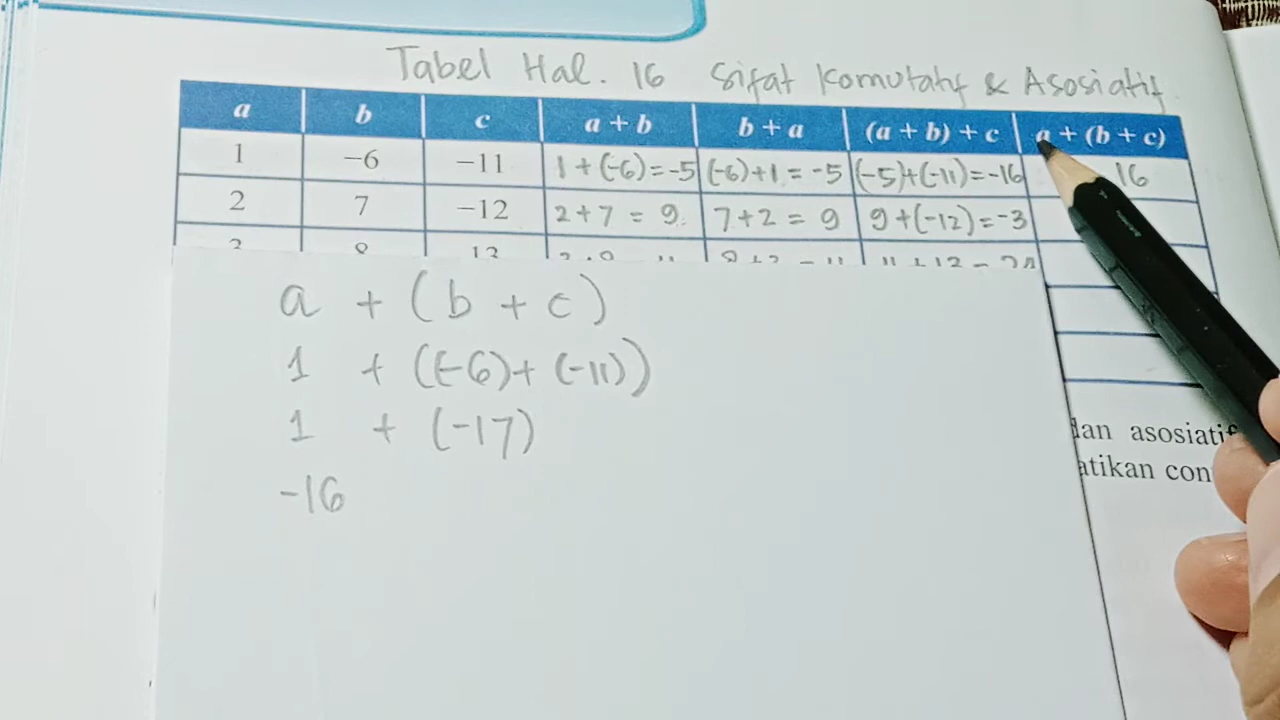 Tabel Hal. 16 Sifat Komutatif & Asosiatif
a b c a + b b + a (a + b) + c a + (b + c)
1 −6 −11 1 + (-6) = -5 (-6) + 1 = -5 (-5) + (-11) = -16 16
2 7 −12 2 + 7 = 9 7 + 2 = 9 9 + (-12) = -3
a + (b + c)
1 + ((-6) + (-11))
1 + (-17)
-16
dan asosiatif
atikan con